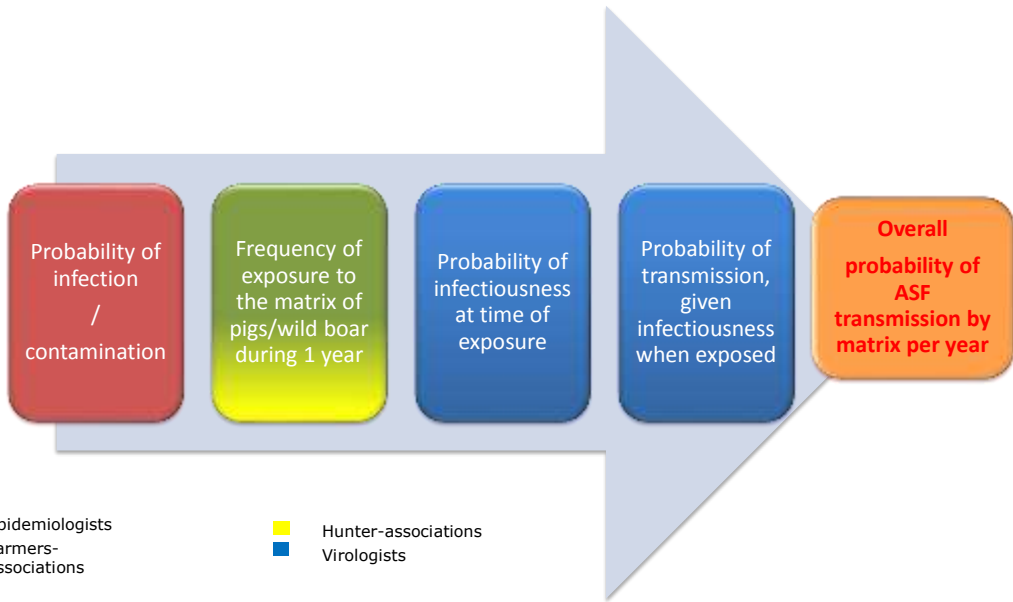 Probability of
infection
/
contamination
Frequency of
exposure to
the matrix of
pigs/wild boar
during 1 year
Probability of
infectiousness
at time of
exposure
Probability of
transmission,
given
infectiousness
when exposed
Overall
probability of
ASF
transmission by
matrix per year
pidemiologists
armers-
ssociations
Hunter-associations
Virologists